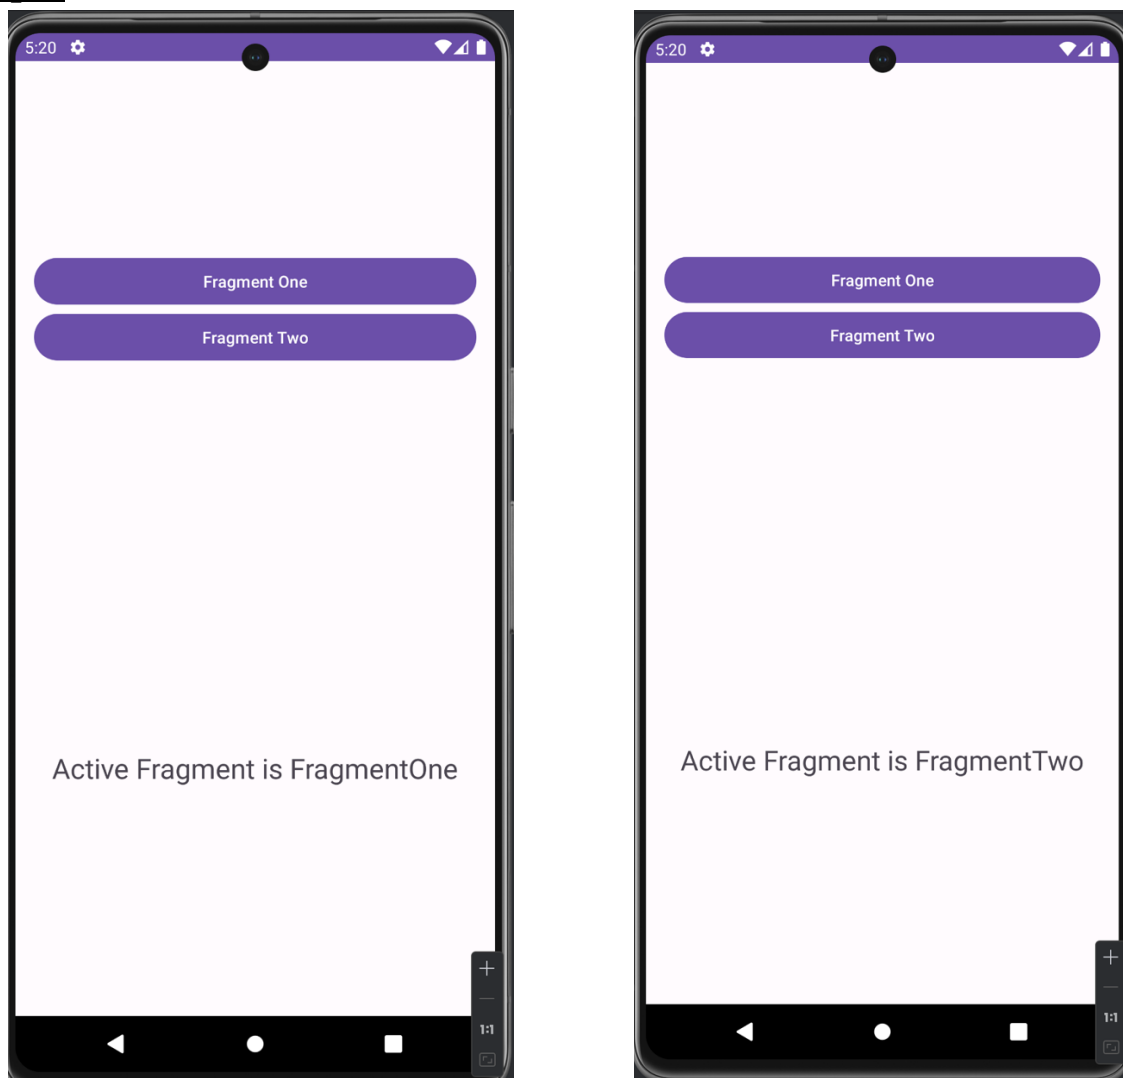 5:20
Fragment One
Fragment Two
Active Fragment is FragmentOne
1:1
5:20
Fragment One
Fragment Two
Active Fragment is FragmentTwo
1:1